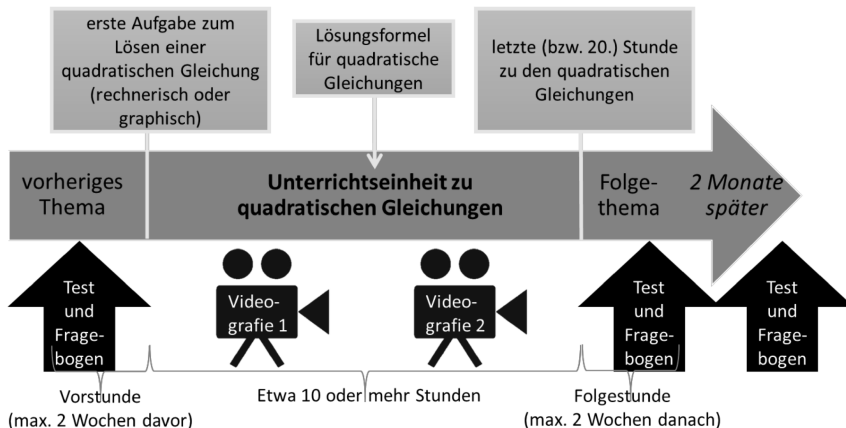 erste Aufgabe zum
Lösen einer
quadratischen Gleichung
(rechnerisch oder
graphisch)
Lösungsformel
für quadratische
Gleichungen
letzte (bzw. 20.) Stunde
zu den quadratischen
Gleichungen
vorheriges
Thema
Unterrichtseinheit zu
quadratischen Gleichungen
Folge-
thema
2 Monate
später
Test
und
Frage-
bogen
Video-
grafie 1
Video-
grafie 2
Test
und
Frage-
bogen
Test
und
Frage-
bogen
Vorstunde
(max. 2 Wochen davor)
Etwa 10 oder mehr Stunden
Folgestunde
(max. 2 Wochen danach)